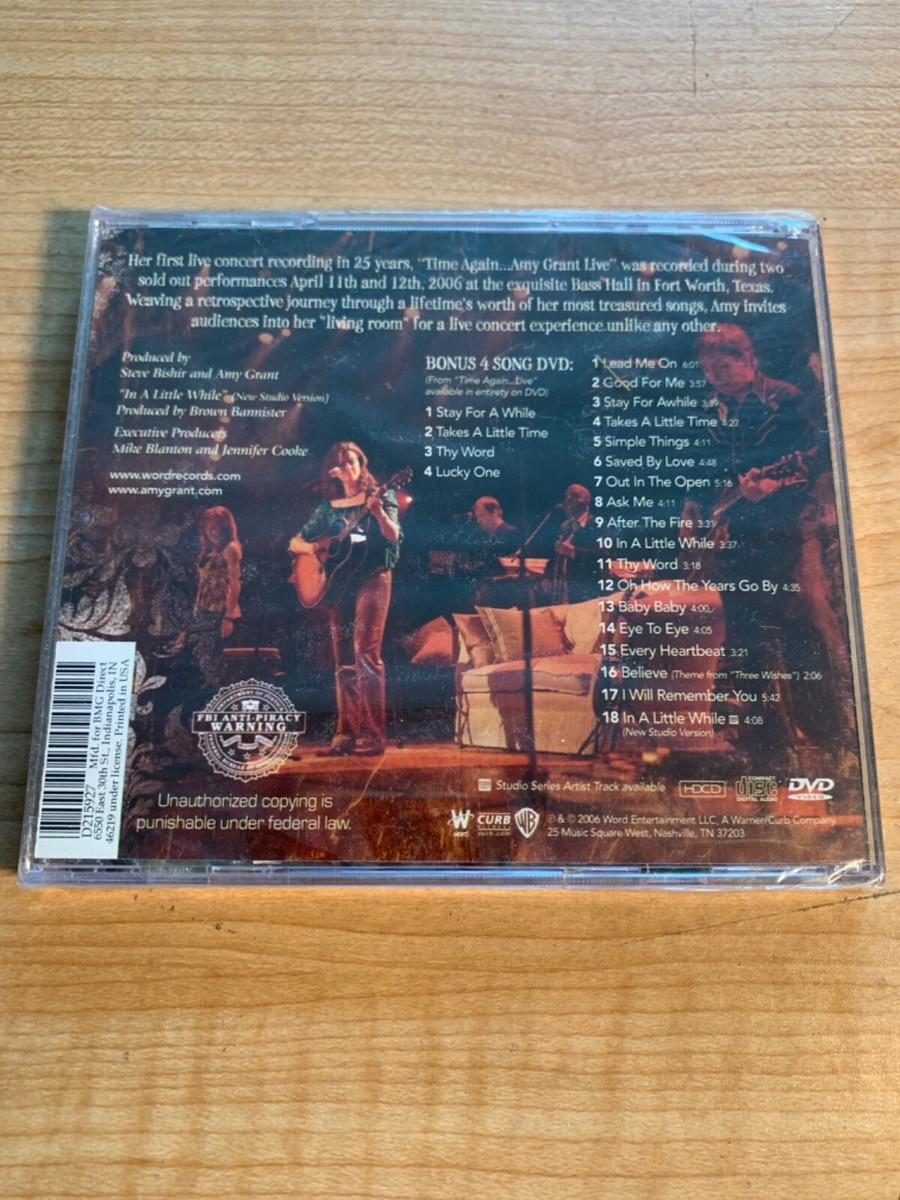 Her first live concert recording in 25 years, "Time Again...Amy Grant Live" was recorded during two
sold out performances April 11th and 12th, 2006 at the exquisite Bass Hall in Fort Worth, Texas.
Weaving a retrospective journey through a lifetime's worth of her most treasured songs, Amy invites
audiences into her "living room" for a live concert experience unlike any other.
Produced by
Steve Bishir and Amy Grant
"In A Little While" (New Studio Version)
Produced by Brown Bannister
Executive Producers
Mike Blanton and Jennifer Cooke
www.wordrecords.com
www.amygrant.com
BONUS 4 SONG DVD:
(From "Time Again...Live"
available in entirety on DVD)
1 Stay For A While
2 Takes A Little Time
3 Thy Word
4 Lucky One
1 Lead Me On 6:01
2 Good For Me 3:57
3 Stay For Awhile 3:39
4 Takes A Little Time 4:27
5 Simple Things 4:11
6 Saved By Love 4:48
7 Out In The Open 5:16
8 Ask Me 4:11
9 After The Fire 3:31
10 In A Little While 3:37
11 Thy Word 3:18
12 Oh How The Years Go By 4:35
13 Baby Baby 4:00
14 Eye To Eye 4:05
15 Every Heartbeat 3:21
16 Believe (Theme from "Three Wishes") 2:06
17 I Will Remember You 5:42
18 In A Little While 4:08
(New Studio Version)
Studio Series Artist Track available
HDCD
COMPACT
disc
DIGITAL AUDIO
DVD
VIDEO
FBI ANTI-PIRACY
WARNING
Unauthorized copying is
punishable under federal law.
WORD
CURB
RECORDS
curb.com
WB
℗ & © 2006 Word Entertainment LLC, A Warner/Curb Company.
25 Music Square West, Nashville, TN 37203
D215927 Mfd. for BMG Direct
6550 East 30th St., Indianapolis, IN
46219 under license. Printed in USA